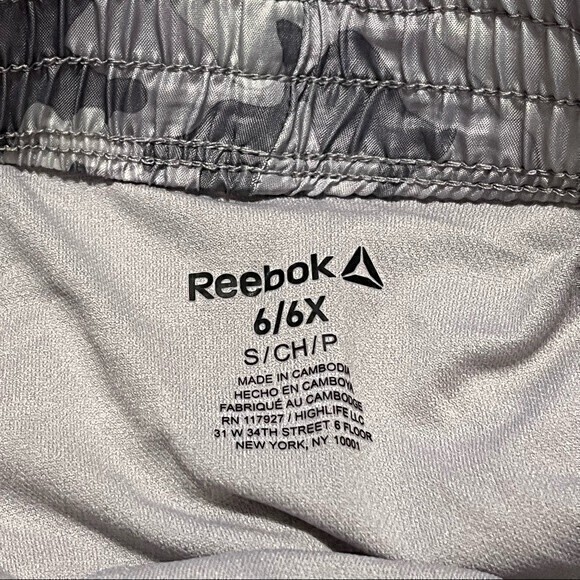 Reebok
6/6X
S/CH/P
MADE IN CAMBODIA
HECHO EN CAMBOYA
FABRIQUÉ AU CAMBODGE
RN 117927 / HIGHLIFE LLC
31 W 34TH STREET 6 FLOOR
NEW YORK, NY 10001